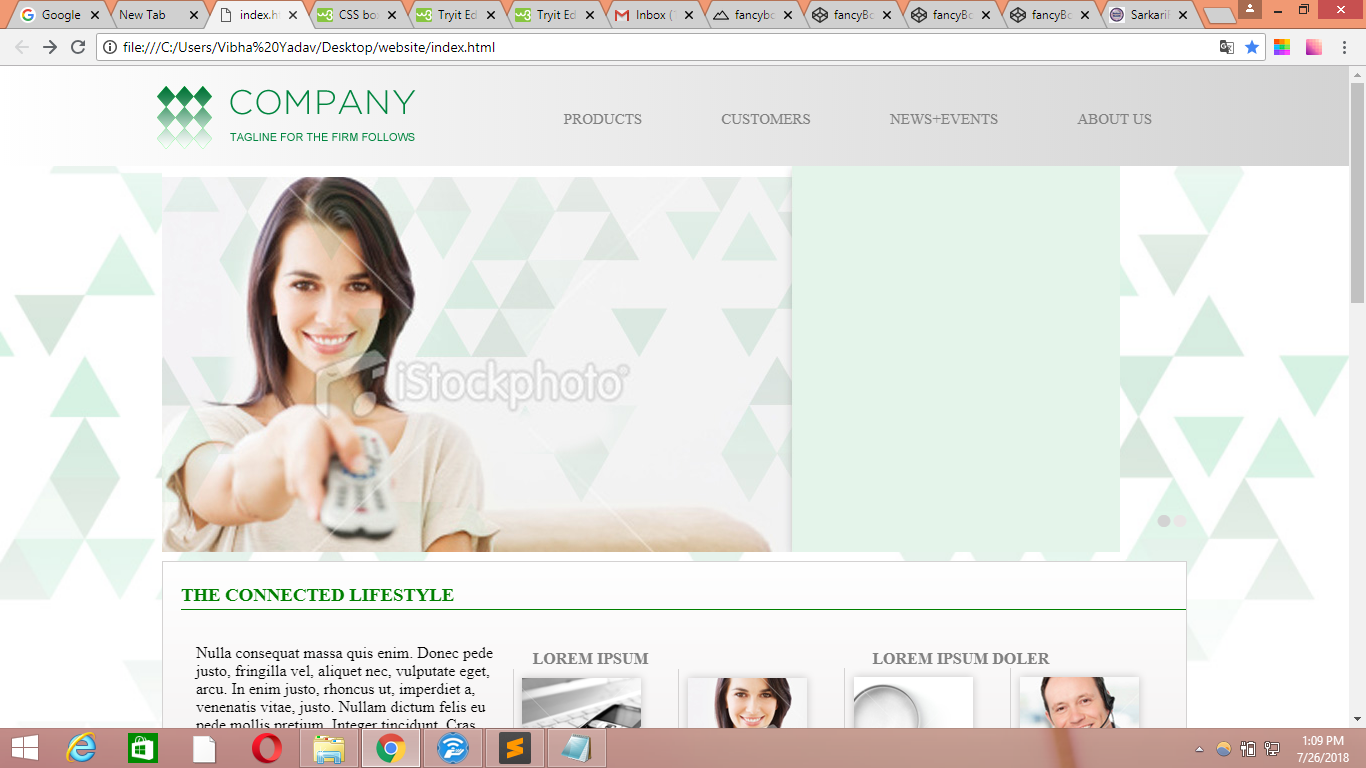 Google
New Tab
index.h
CSS bo
Tryit Ed
Tryit Ed
Inbox (
fancybo
fancyBo
fancyBo
fancyBo
Sarkari
file:///C:/Users/Vibha%20Yadav/Desktop/website/index.html
COMPANY
TAGLINE FOR THE FIRM FOLLOWS
PRODUCTS
CUSTOMERS
NEWS+EVENTS
ABOUT US
iStockphoto
THE CONNECTED LIFESTYLE
Nulla consequat massa quis enim. Donec pede
justo, fringilla vel, aliquet nec, vulputate eget,
arcu. In enim justo, rhoncus ut, imperdiet a,
venenatis vitae, justo. Nullam dictum felis eu
pede mollis pretium. Integer tincidunt. Cras
LOREM IPSUM
LOREM IPSUM DOLER
1:09 PM
7/26/2018